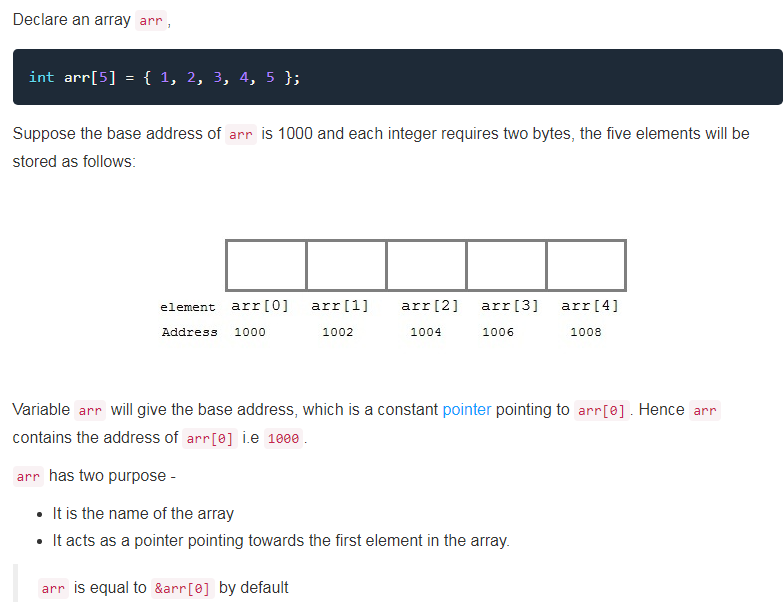 Declare an array arr ,
int arr[5] = { 1, 2, 3, 4, 5 };
Suppose the base address of arr is 1000 and each integer requires two bytes, the five elements will be
stored as follows:
element arr[0] arr[1] arr[2] arr[3] arr[4]
Address 1000 1002 1004 1006 1008
Variable arr will give the base address, which is a constant pointer pointing to arr[0] . Hence arr
contains the address of arr[0] i.e 1000 .
arr has two purpose -
• It is the name of the array
• It acts as a pointer pointing towards the first element in the array.
arr is equal to &arr[0] by default